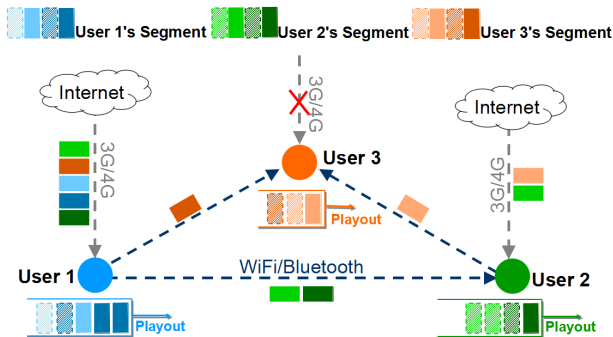 User 1's Segment
User 2's Segment
User 3's Segment
Internet
3G/4G
3G/4G
Internet
3G/4G
User 3
Playout
User 1
WiFi/Bluetooth
User 2
Playout
Playout